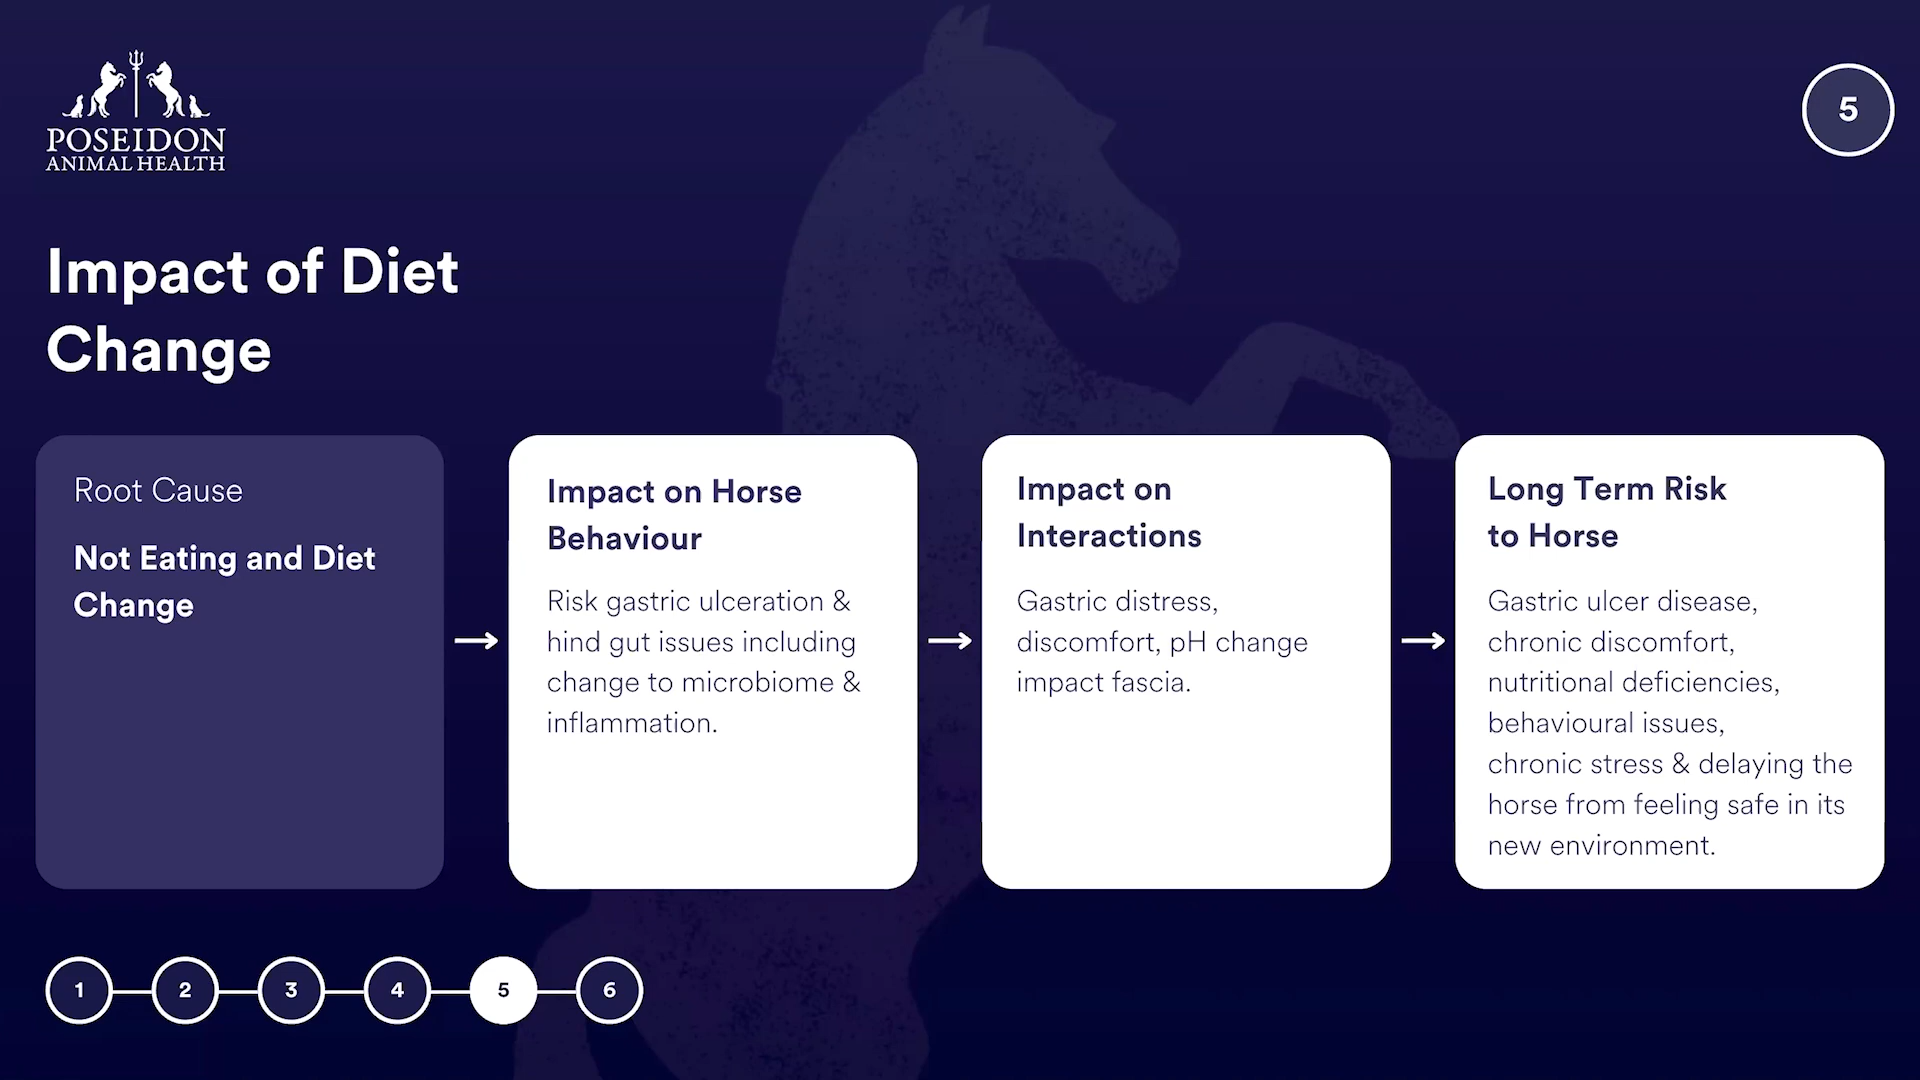 POSEIDON
ANIMAL HEALTH
5
Impact of Diet
Change
Root Cause
Not Eating and Diet
Change
Impact on Horse
Behaviour
Risk gastric ulceration &
hind gut issues including
change to microbiome &
inflammation.
Impact on
Interactions
Gastric distress,
discomfort, pH change
impact fascia.
Long Term Risk
to Horse
Gastric ulcer disease,
chronic discomfort,
nutritional deficiencies,
behavioural issues,
chronic stress & delaying the
horse from feeling safe in its
new environment.
1 2 3 4 5 6